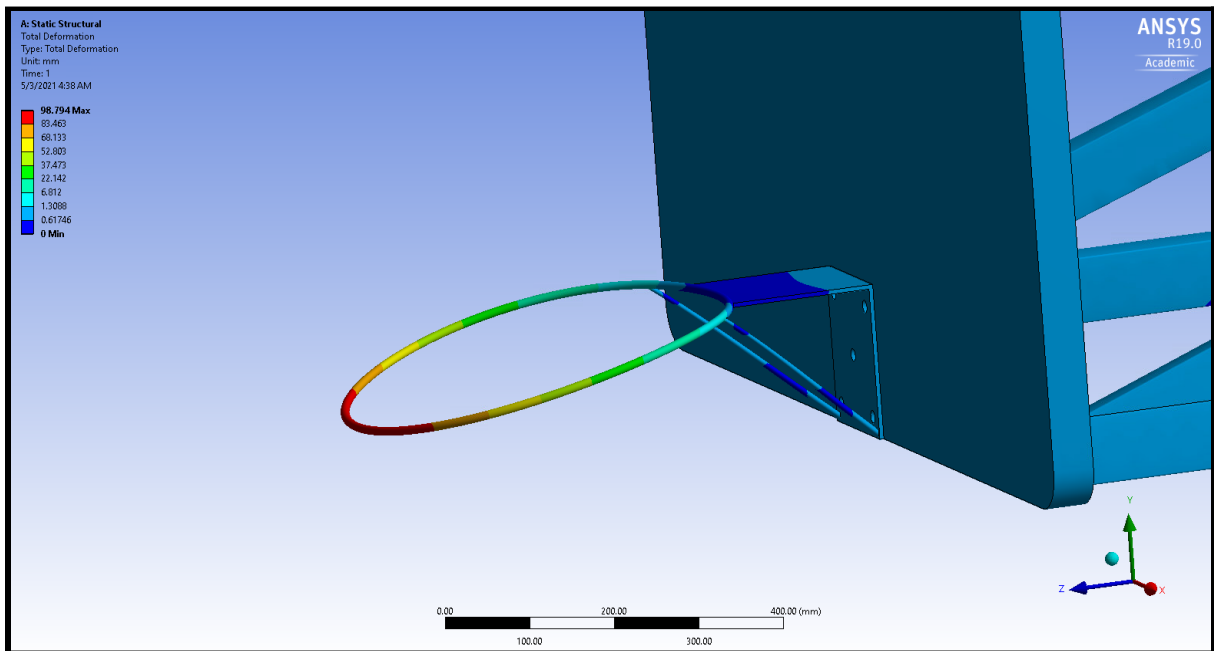 A: Static Structural
Total Deformation
Type: Total Deformation
Unit: mm
Time: 1
5/3/2021 4:38 AM
98.794 Max
83.463
68.133
52.803
37.473
22.142
6.812
1.3088
0.61746
0 Min
ANSYS
R19.0
Academic
Y
Z
X
0.00 200.00 400.00 (mm)
100.00 300.00